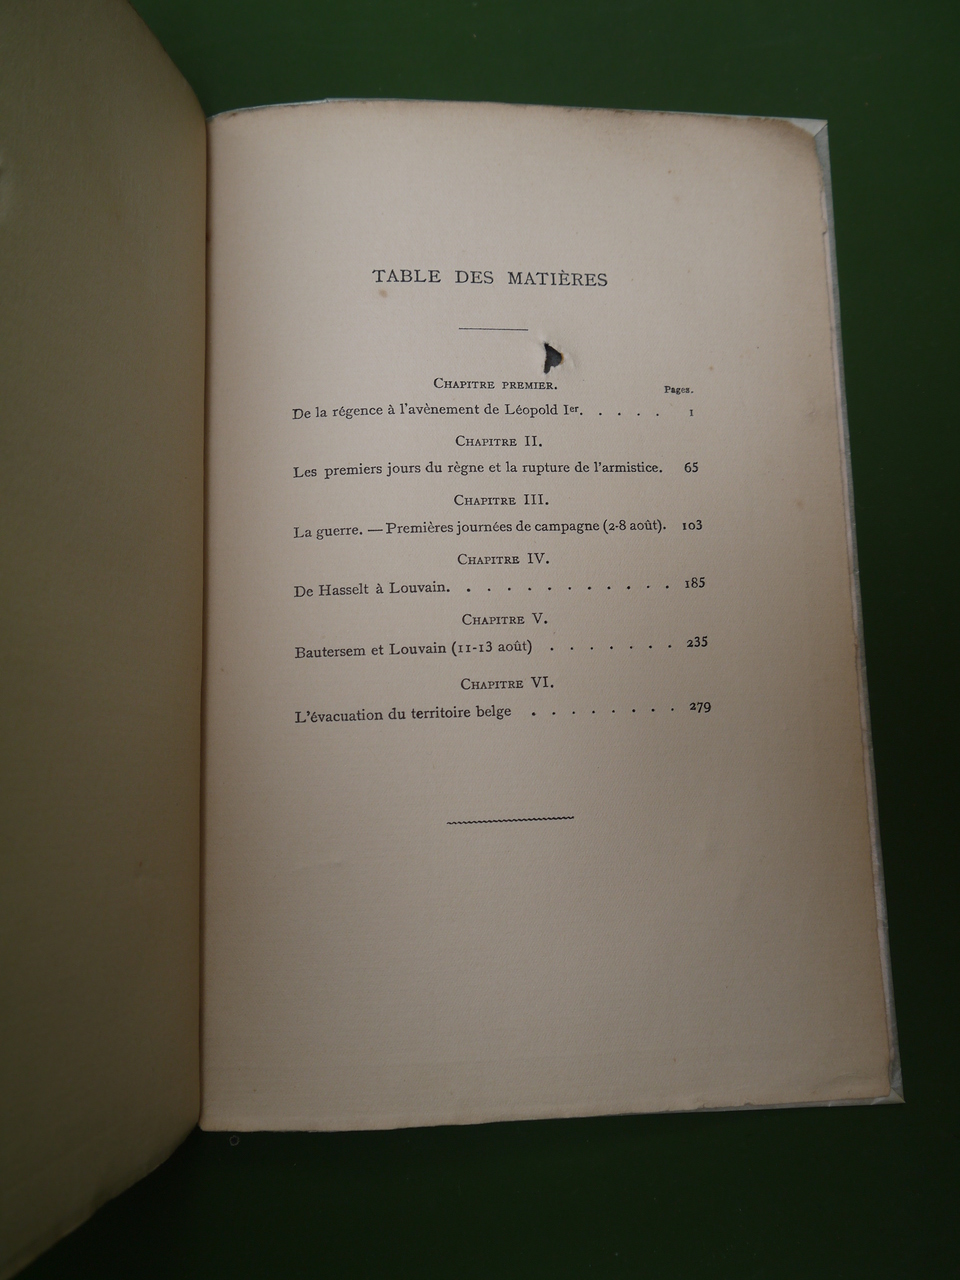 TABLE DES MATIÈRES
CHAPITRE PREMIER.
Pages.
De la régence à l'avènement de Léopold Ier. . . . . 1
CHAPITRE II.
Les premiers jours du règne et la rupture de l'armistice. 65
CHAPITRE III.
La guerre. — Premières journées de campagne (2-8 août). 103
CHAPITRE IV.
De Hasselt à Louvain. . . . . . . . . . . . 185
CHAPITRE V.
Bautersem et Louvain (11-13 août) . . . . . . . 235
CHAPITRE VI.
L'évacuation du territoire belge . . . . . . . . 279